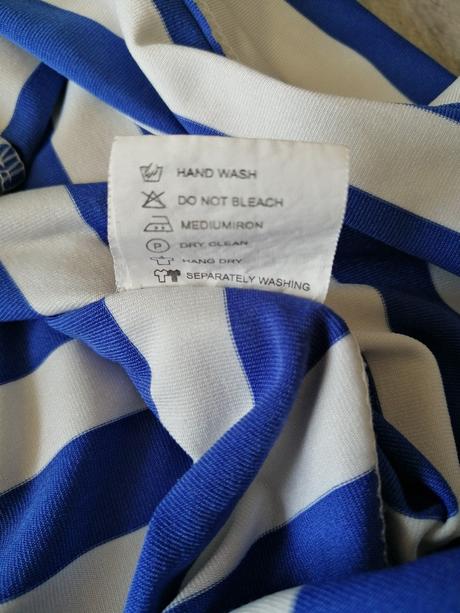 HAND WASH
DO NOT BLEACH
MEDIUMIRON
P DRY CLEAN
HANG DRY
SEPARATELY WASHING